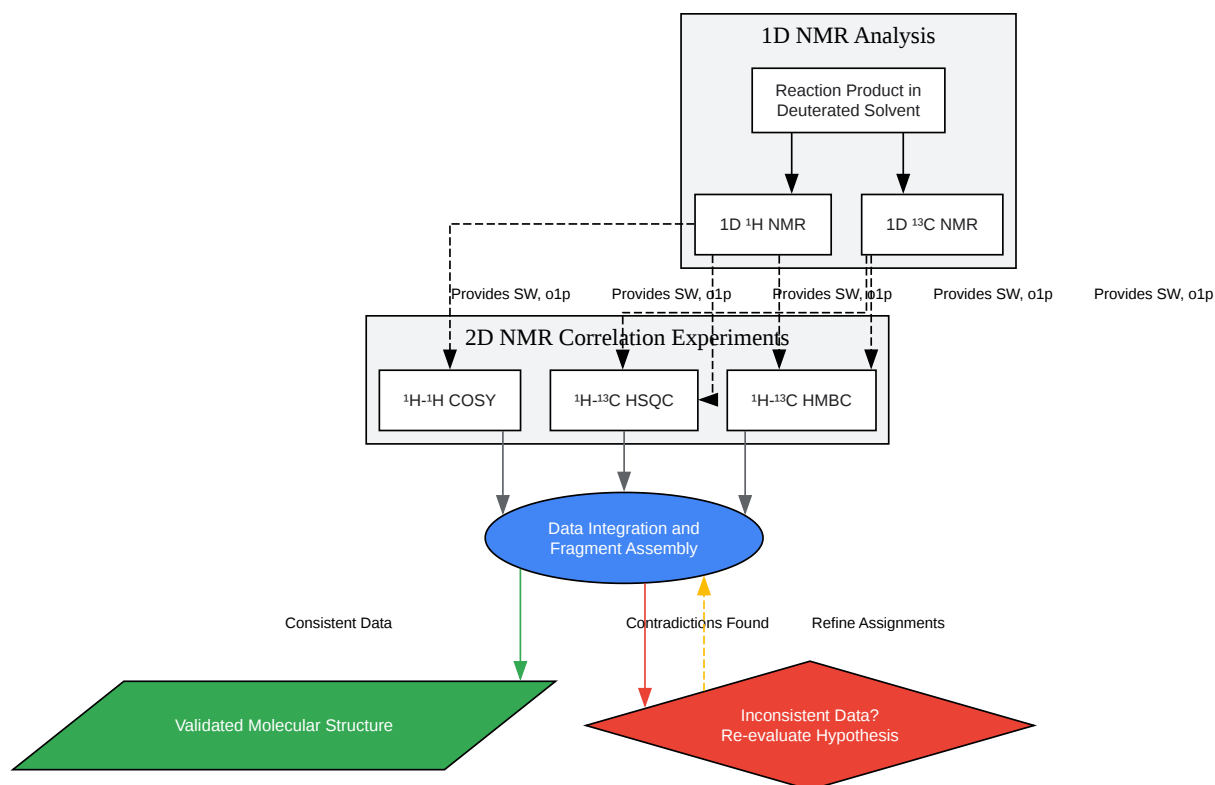 1D NMR Analysis
Reaction Product in
Deuterated Solvent
1D ¹H NMR
1D ¹³C NMR
Provides SW, o1p
Provides SW, o1p
Provides SW, o1p
Provides SW, o1p
Provides SW, o1p
2D NMR Correlation Experiments
¹H-¹H COSY
¹H-¹³C HSQC
¹H-¹³C HMBC
Data Integration and
Fragment Assembly
Consistent Data
Contradictions Found
Refine Assignments
Validated Molecular Structure
Inconsistent Data?
Re-evaluate Hypothesis